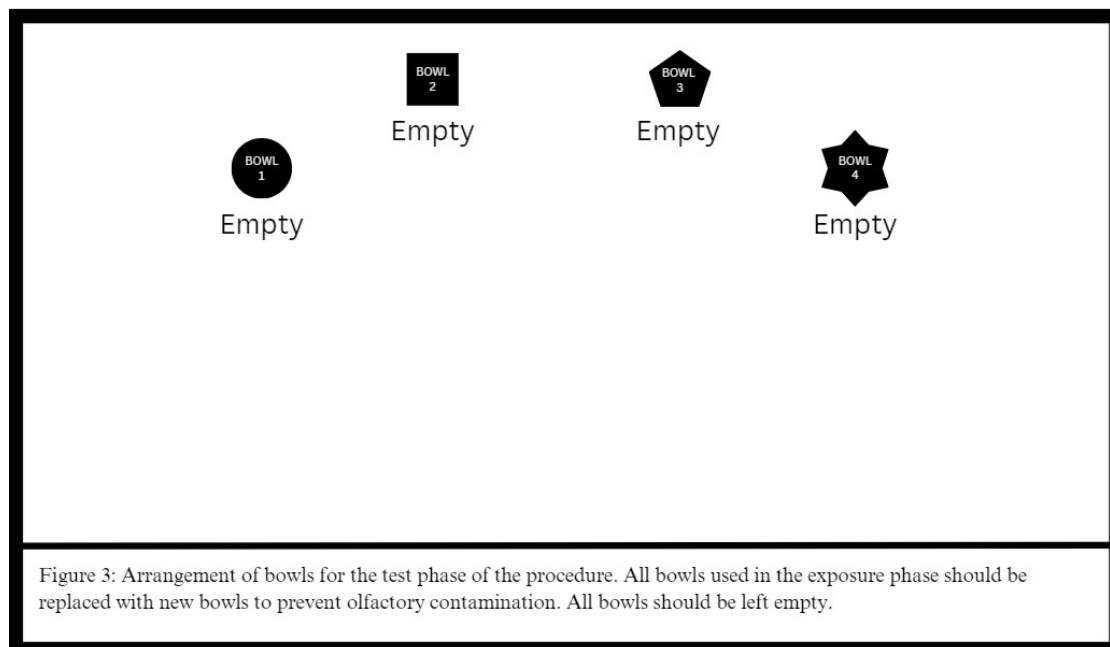 BOWL
2
Empty
BOWL
3
Empty
BOWL
1
Empty
BOWL
4
Empty
Figure 3: Arrangement of bowls for the test phase of the procedure. All bowls used in the exposure phase should be
replaced with new bowls to prevent olfactory contamination. All bowls should be left empty.